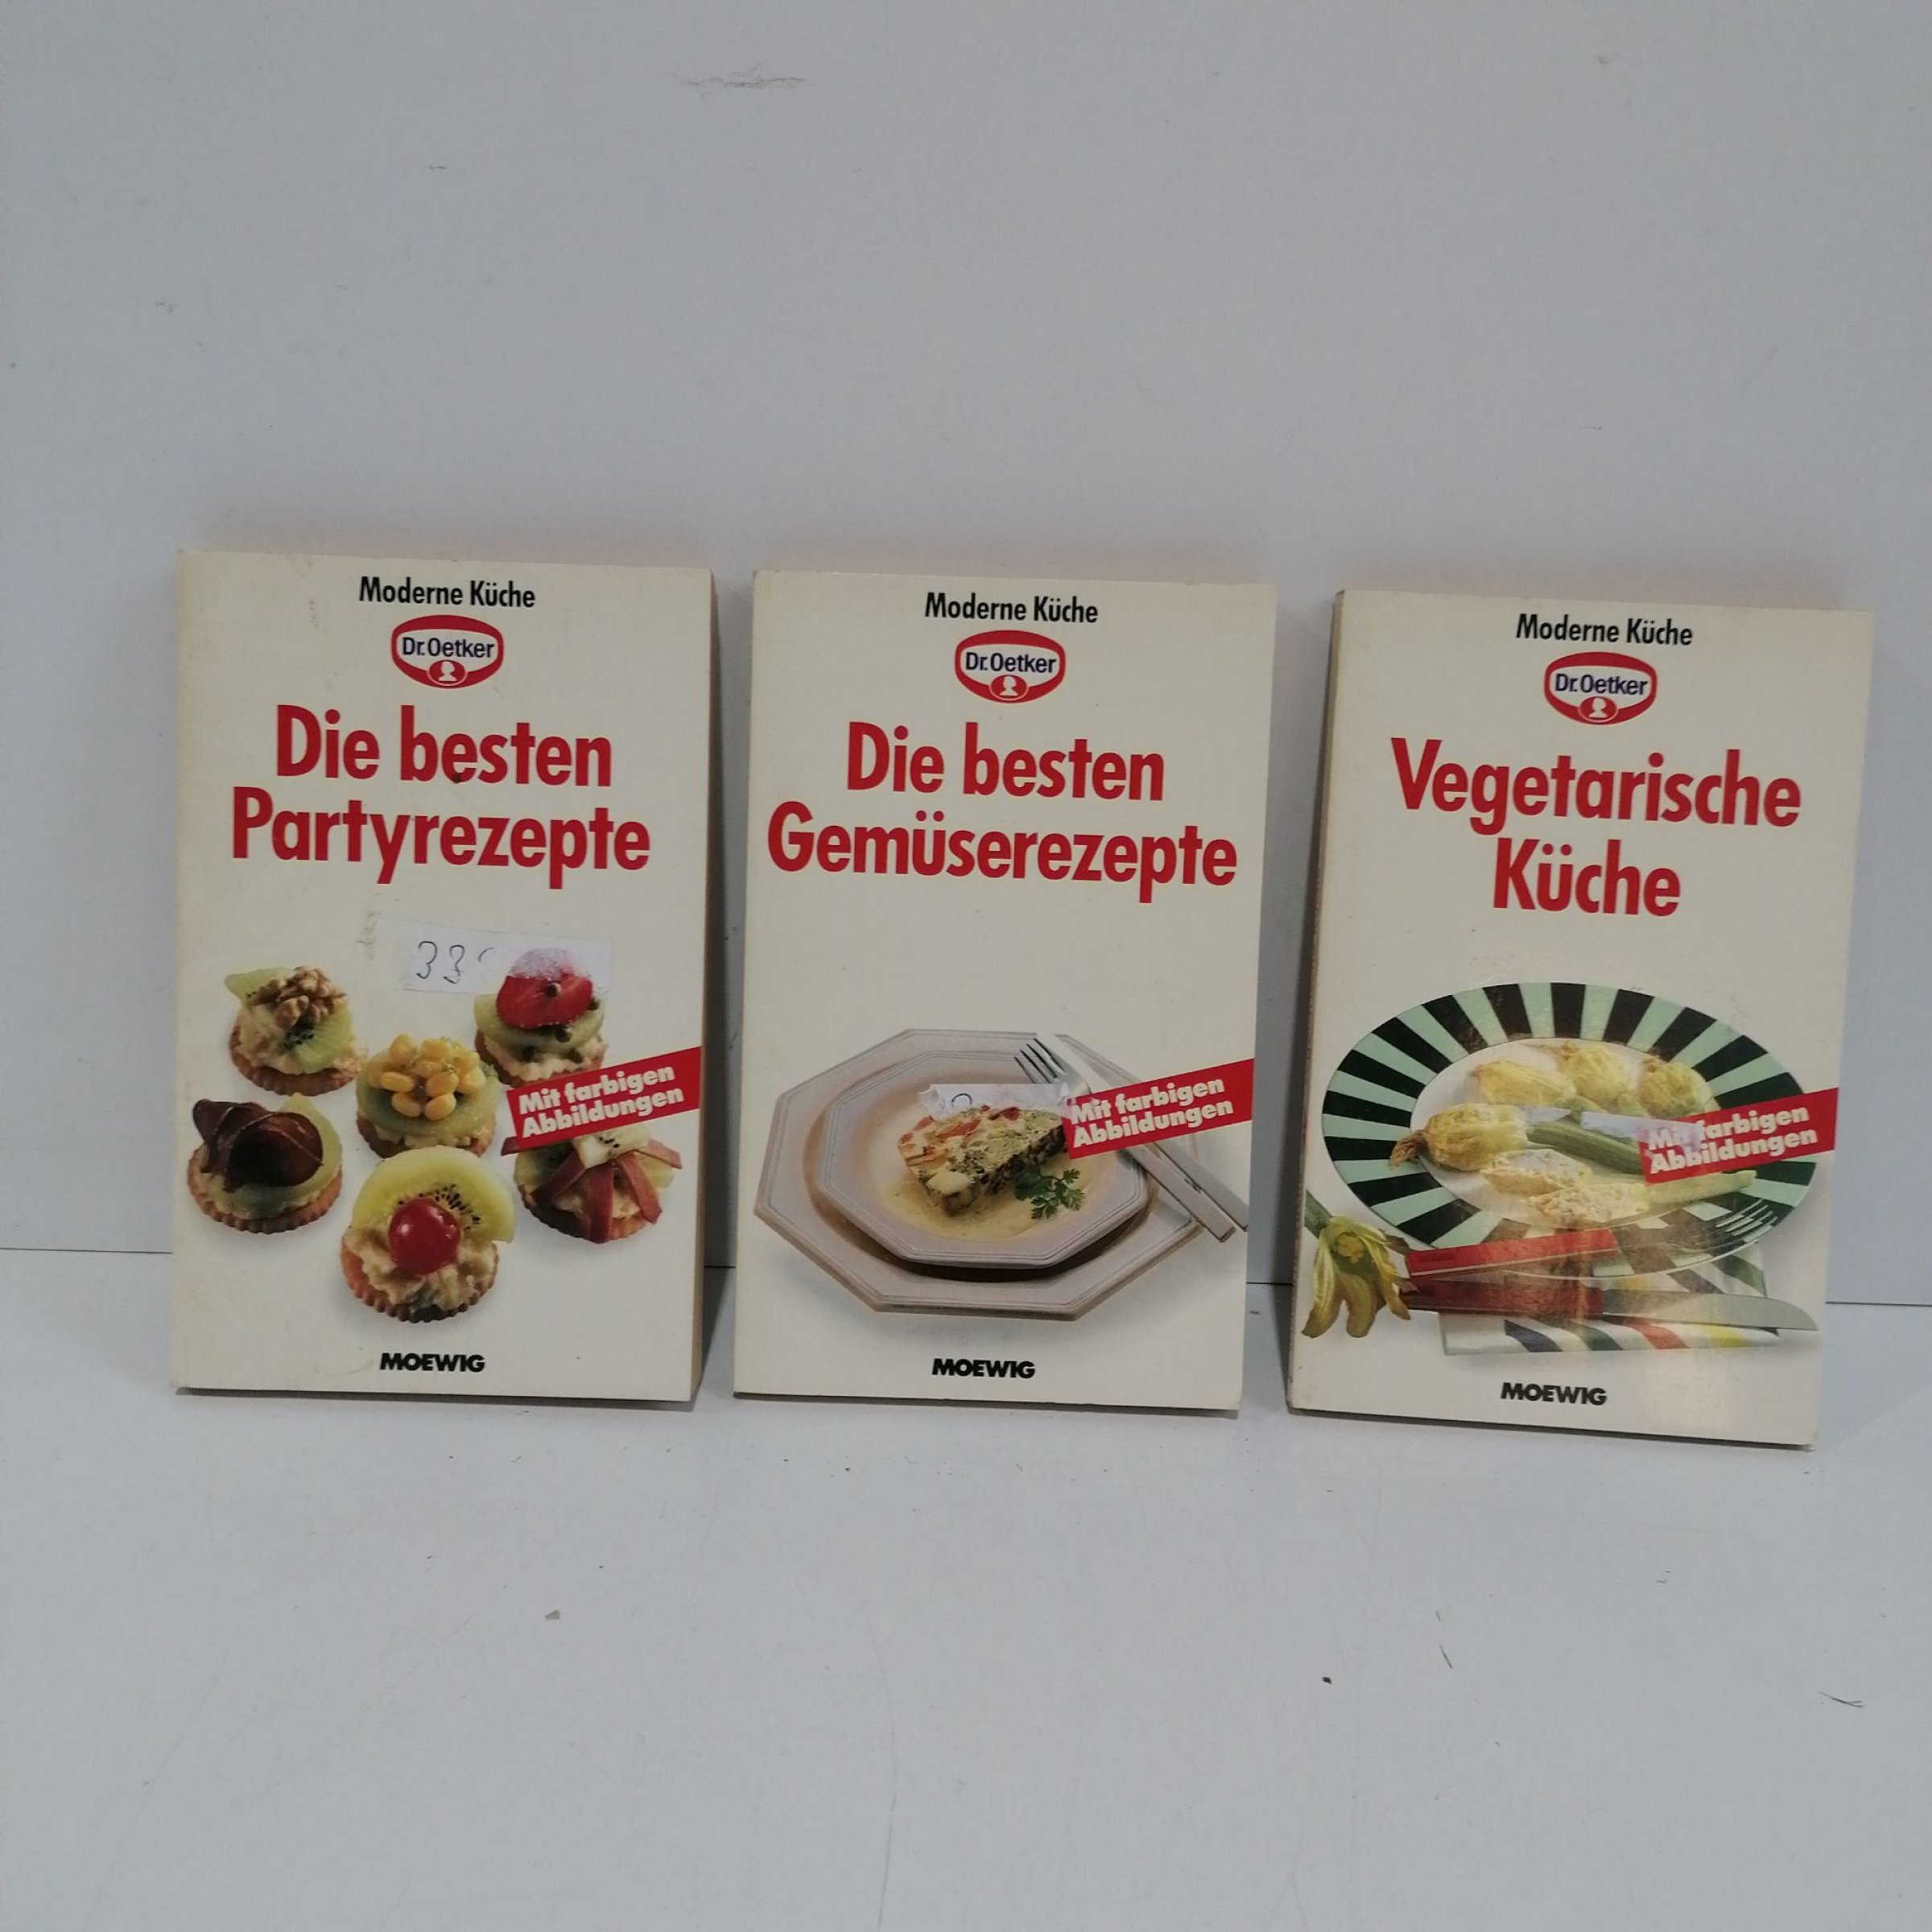 Moderne Küche
Dr.Oetker
Die besten
Partyrezepte
33
Mit farbigen
Abbildungen
MOEWIG
Moderne Küche
Dr.Oetker
Die besten
Gemüserezepte
Mit farbigen
Abbildungen
MOEWIG
Moderne Küche
Dr.Oetker
Vegetarische
Küche
Mit farbigen
Abbildungen
MOEWIG